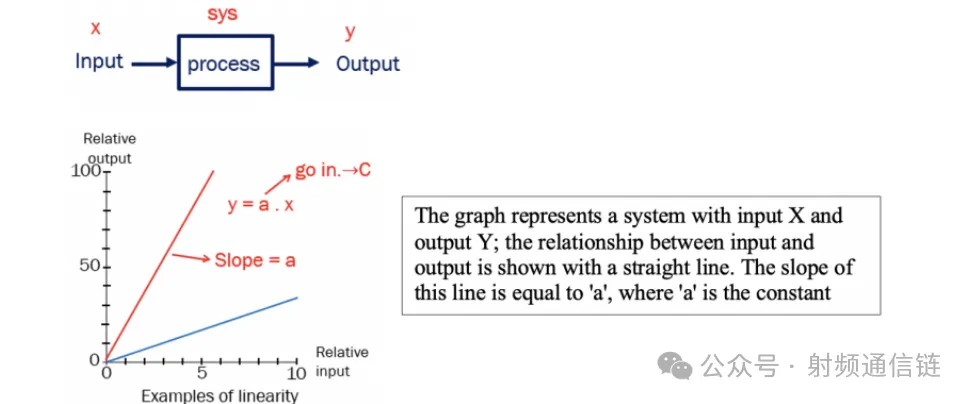 x
sys
y
Input
process
Output
Relative
output
100
50
0
go in.→C
y = a . x
Slope = a
0
5
10
Relative
input
Examples of linearity
The graph represents a system with input X and
output Y; the relationship between input and
output is shown with a straight line. The slope of
this line is equal to 'a', where 'a' is the constant
公众号 · 射频通信链